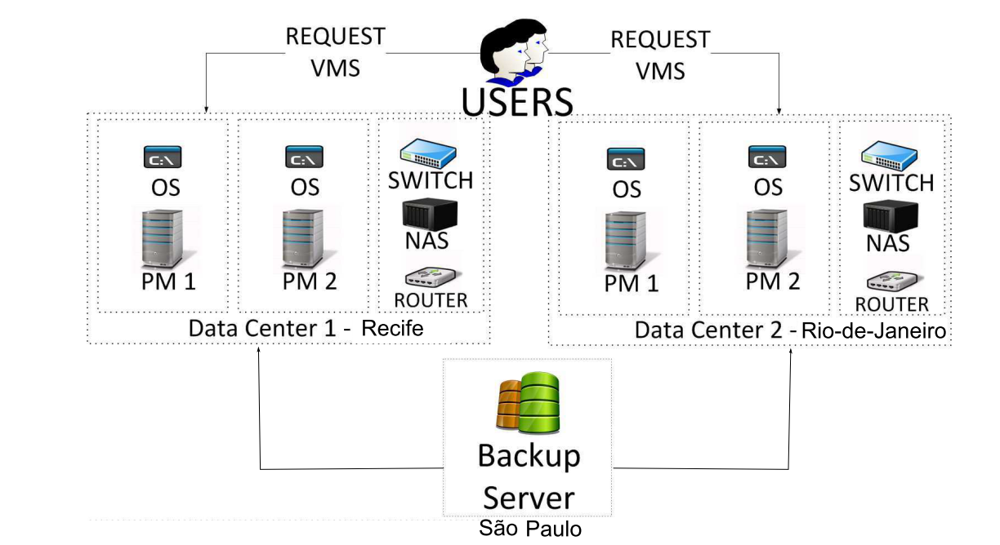 REQUEST
VMS
REQUEST
VMS
USERS
C:\
OS
PM 1
C:\
OS
PM 2
SWITCH
NAS
ROUTER
Data Center 1 - Recife
C:\
OS
PM 1
C:\
OS
PM 2
SWITCH
NAS
ROUTER
Data Center 2 - Rio-de-Janeiro
Backup
Server
São Paulo